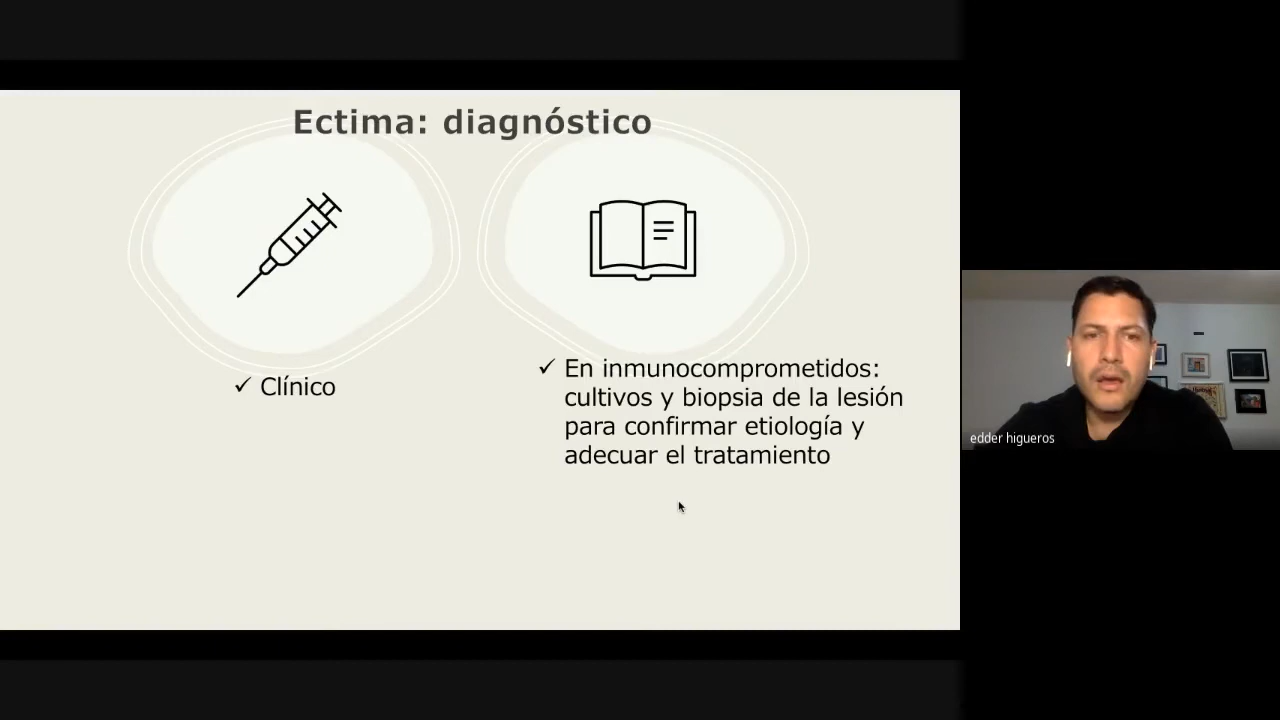 Ectima: diagnóstico
✓ Clínico
✓ En inmunocomprometidos:
cultivos y biopsia de la lesión
para confirmar etiología y
adecuar el tratamiento
edder higueros